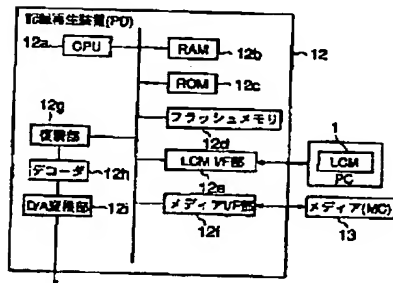 記録再生装置(PD)
12a CPU
RAM 12b
12
ROM 12c
12g
復号部
フラッシュメモリ
12d
1
デコーダ 12h
LCM I/F部
12e
LCM
PC
D/A変換部 12i
メディアI/F部
12f
メディア(MC)
13